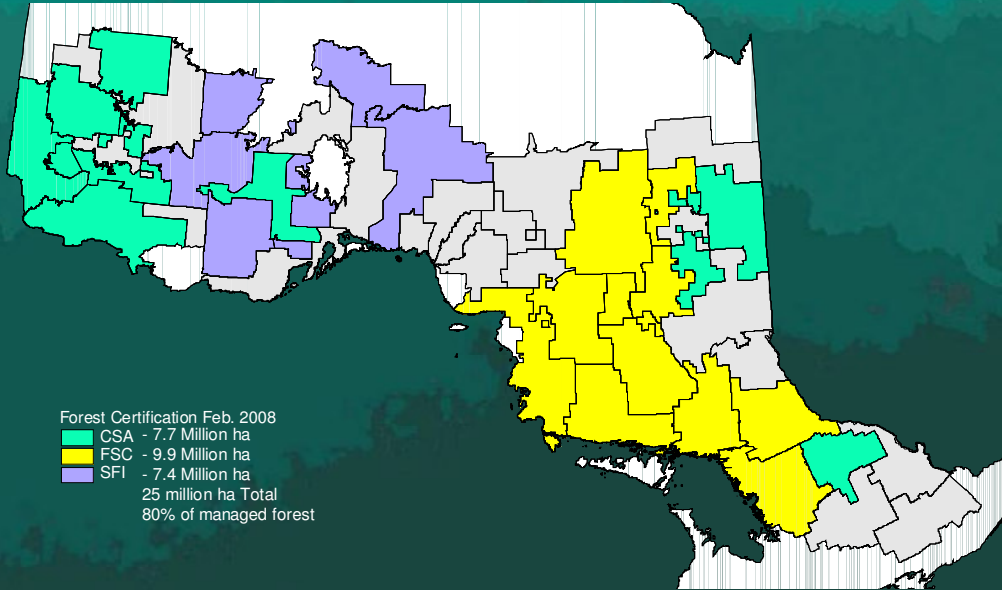 Forest Certification Feb. 2008
CSA - 7.7 Million ha
FSC - 9.9 Million ha
SFI - 7.4 Million ha
25 million ha Total
80% of managed forest